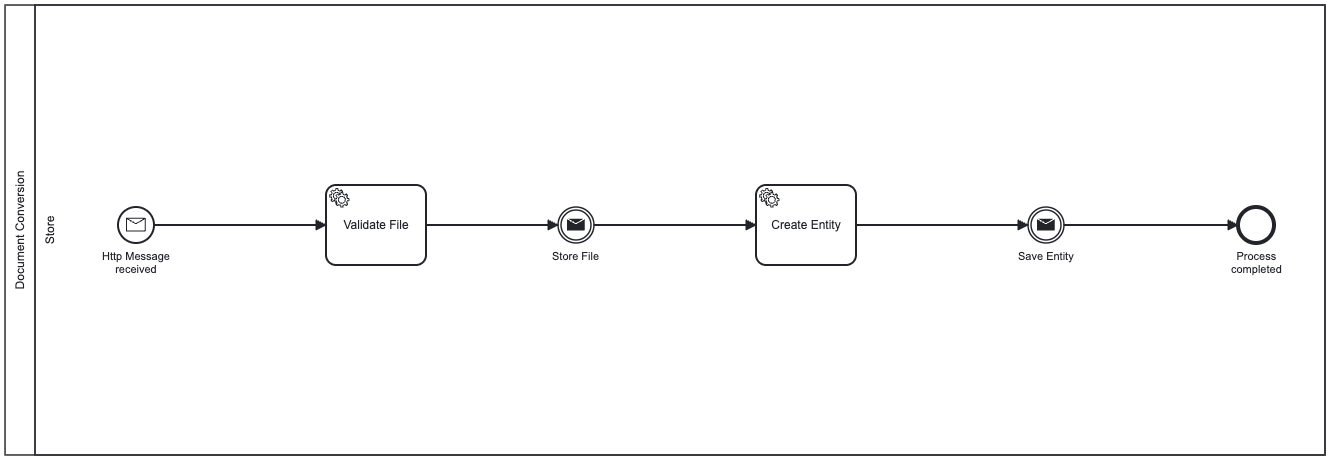 Document Conversion
Store
Http Message
received
Validate File
Store File
Create Entity
Save Entity
Process
completed